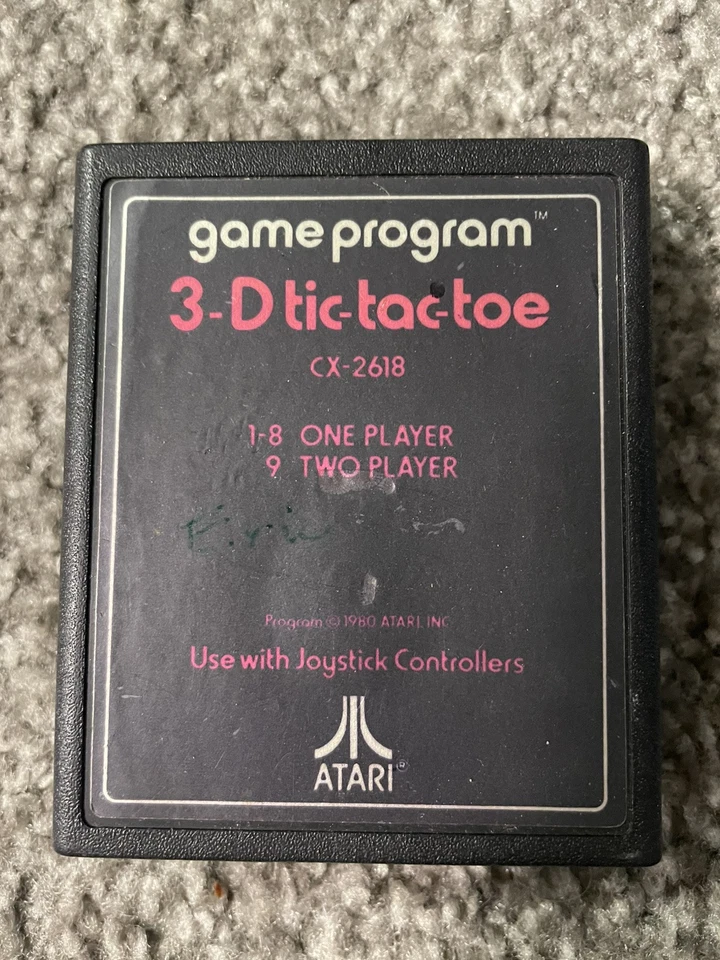 game program™
3-D tic-tac-toe
CX-2618
1-8 ONE PLAYER
9 TWO PLAYER
Program © 1980 ATARI, INC
Use with Joystick Controllers
ATARI®